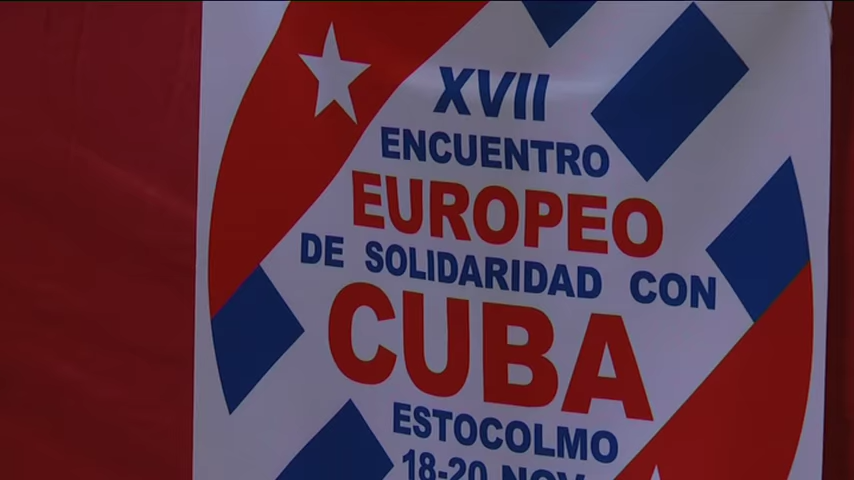 XVII
ENCUENTRO
EUROPEO
DE SOLIDARIDAD CON
CUBA
ESTOCOLMO
18-20 NOV